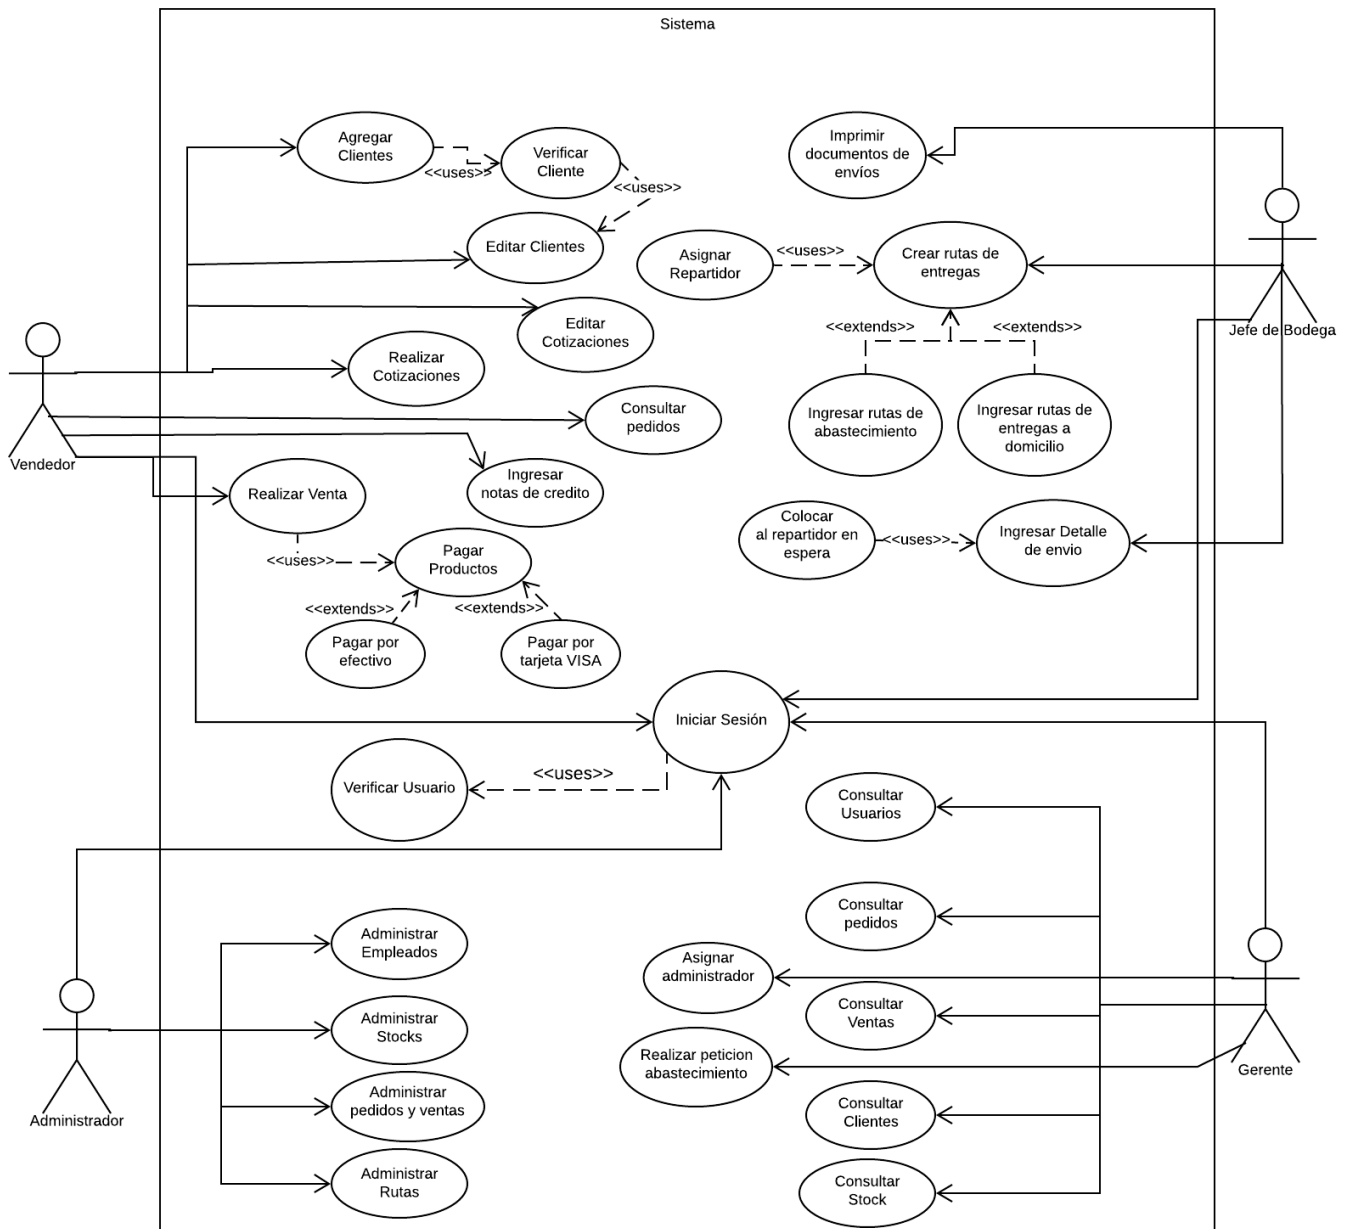 Sistema
Agregar
Clientes
<<uses>>
Verificar
Cliente
<<uses>>
Editar Clientes
Editar
Cotizaciones
Realizar
Cotizaciones
Consultar
pedidos
Vendedor
Ingresar
notas de credito
Realizar Venta
<<uses>>
Pagar
Productos
<<extends>>
<<extends>>
Pagar por
efectivo
Pagar por
tarjeta VISA
Imprimir
documentos de
envíos
Asignar
Repartidor
<<uses>>
Crear rutas de
entregas
<<extends>>
<<extends>>
Jefe de Bodega
Ingresar rutas de
abastecimiento
Ingresar rutas de
entregas a
domicilio
Colocar
al repartidor en
espera
<<uses>>
Ingresar Detalle
de envio
Iniciar Sesión
<<uses>>
Verificar Usuario
Administrar
Empleados
Administrar
Stocks
Administrar
pedidos y ventas
Administrar
Rutas
Administrador
Consultar
Usuarios
Consultar
pedidos
Asignar
administrador
Consultar
Ventas
Realizar peticion
abastecimiento
Gerente
Consultar
Clientes
Consultar
Stock